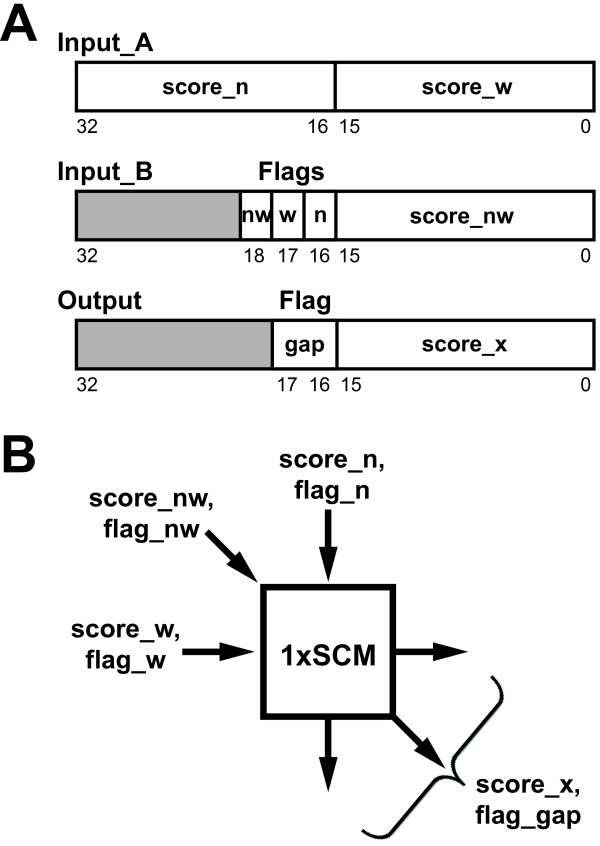 A
Input_A
score_n score_w
32 16 15 0
Input_B Flags
nw w n score_nw
32 18 17 16 15 0
Output Flag
gap score_x
32 17 16 15 0
B
score_n,
flag_n
score_nw,
flag_nw
score_w,
flag_w
1xSCM
score_x,
flag_gap